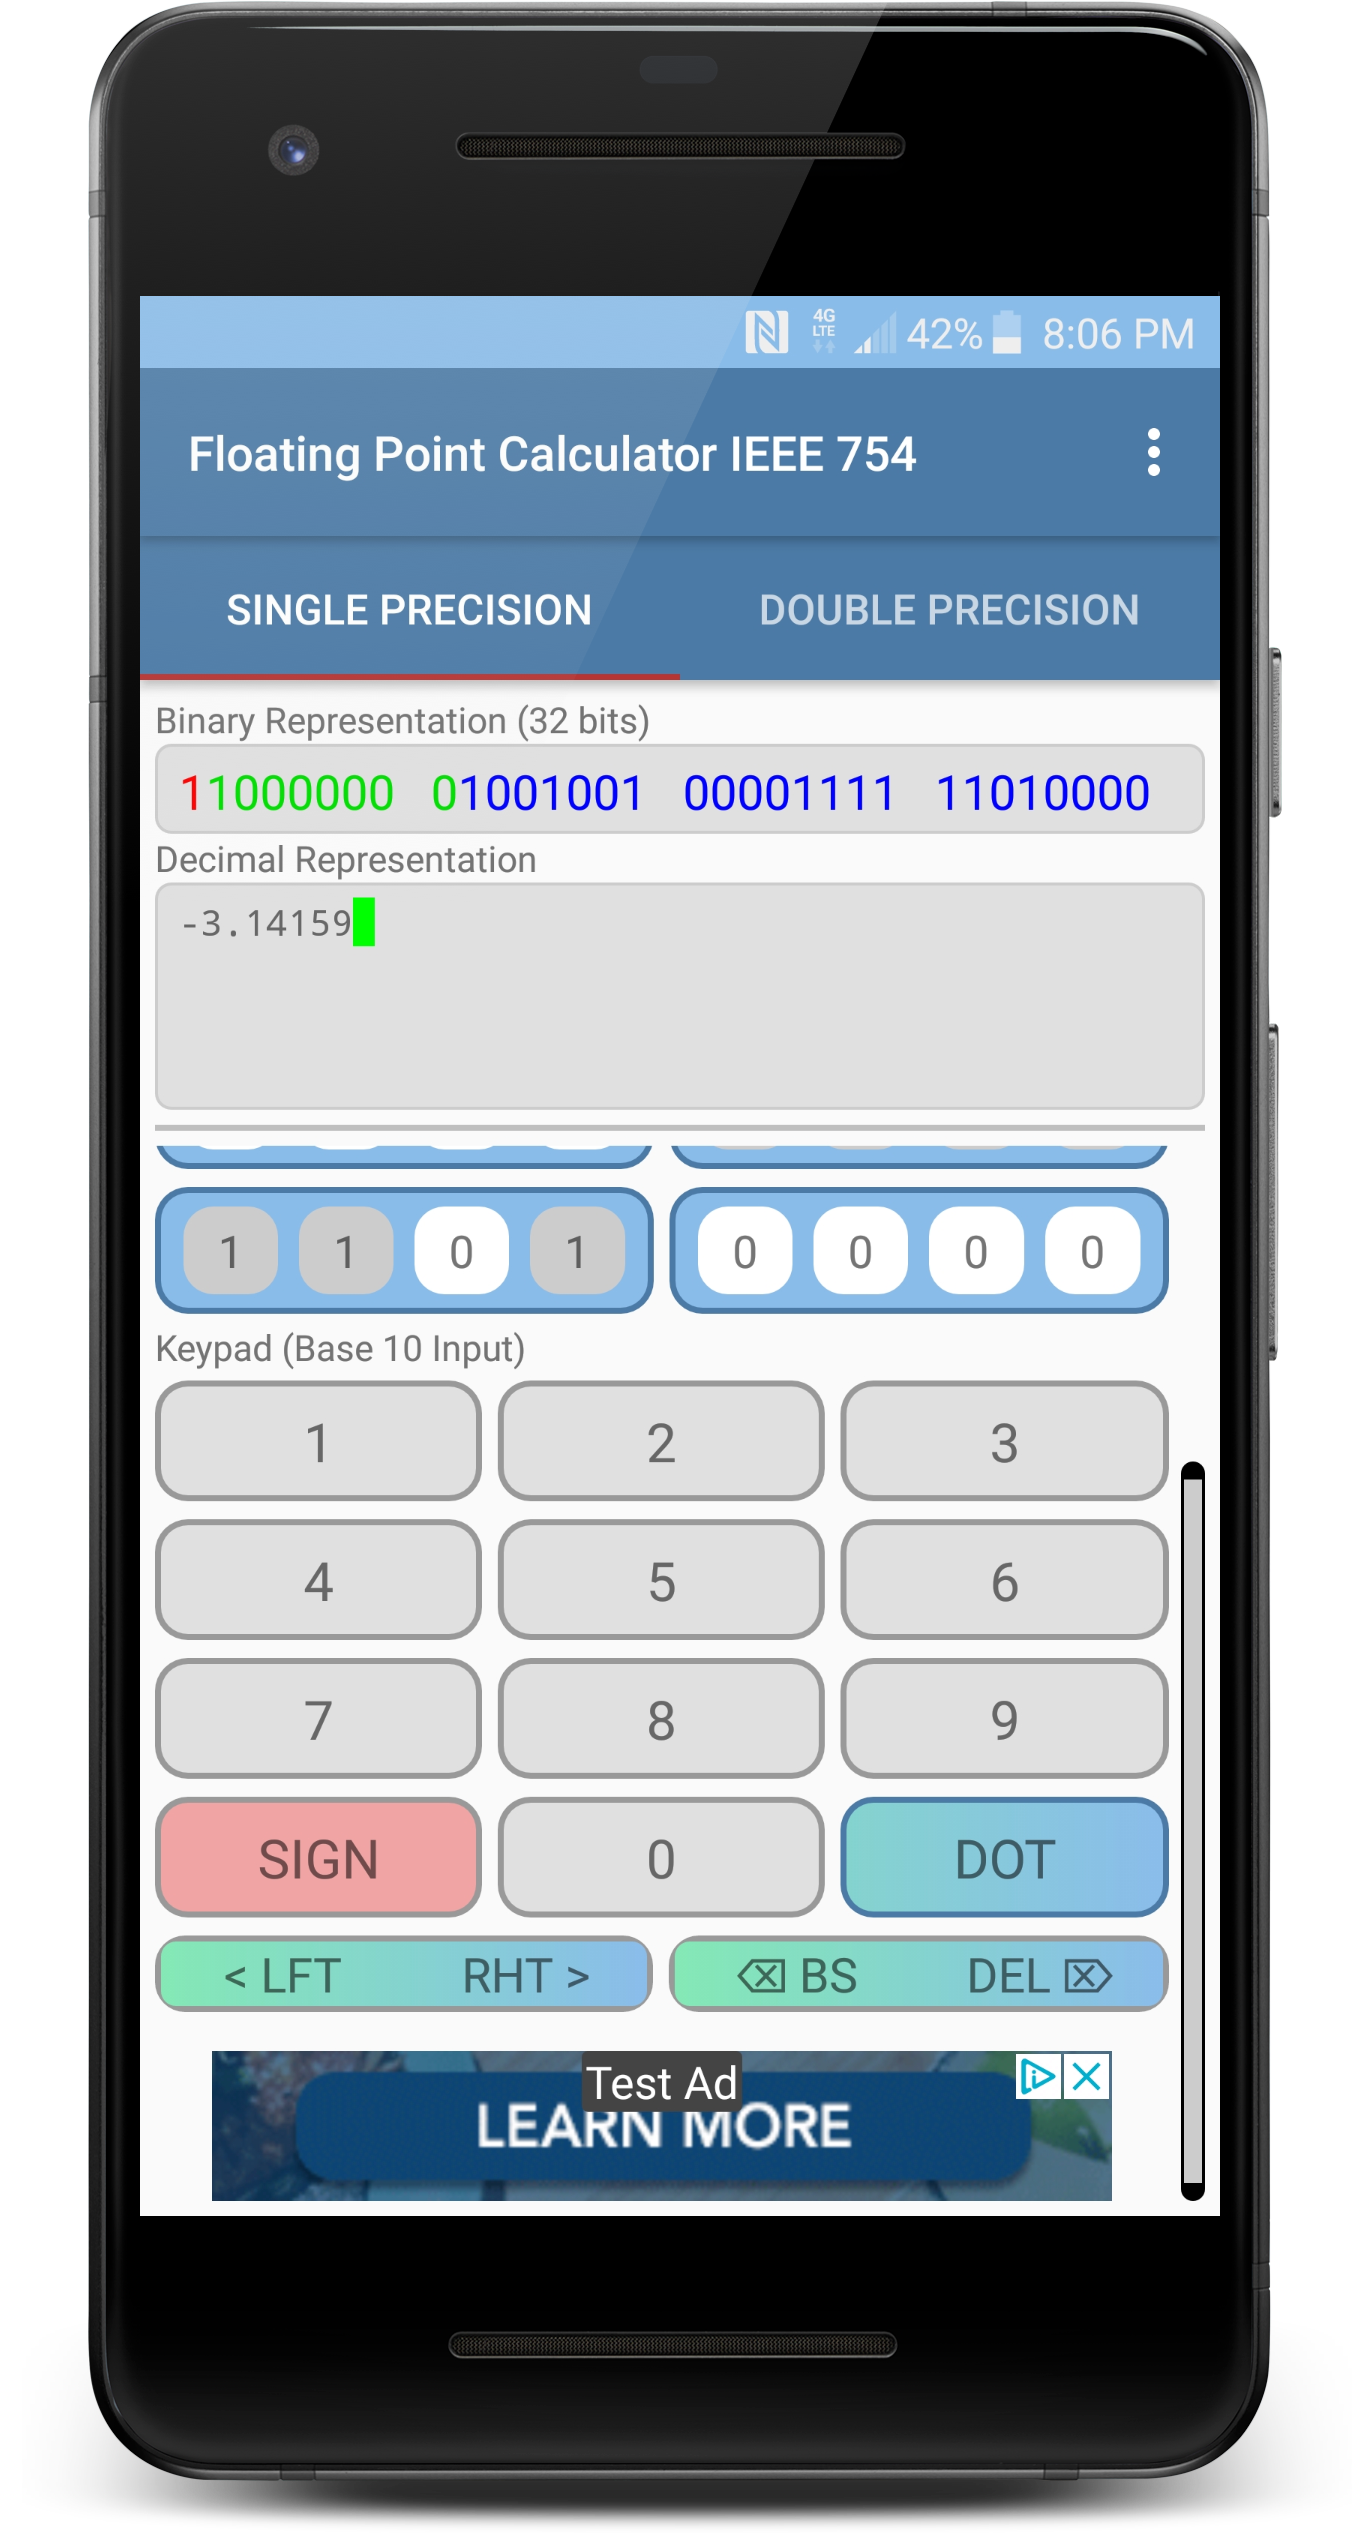 4G
LTE
42%
8:06 PM
Floating Point Calculator IEEE 754
SINGLE PRECISION
DOUBLE PRECISION
Binary Representation (32 bits)
11000000 01001001 00001111 11010000
Decimal Representation
-3.14159
1 1 0 1 0 0 0 0
Keypad (Base 10 Input)
1 2 3
4 5 6
7 8 9
SIGN 0 DOT
< LFT RHT > BS DEL
Test Ad
LEARN MORE